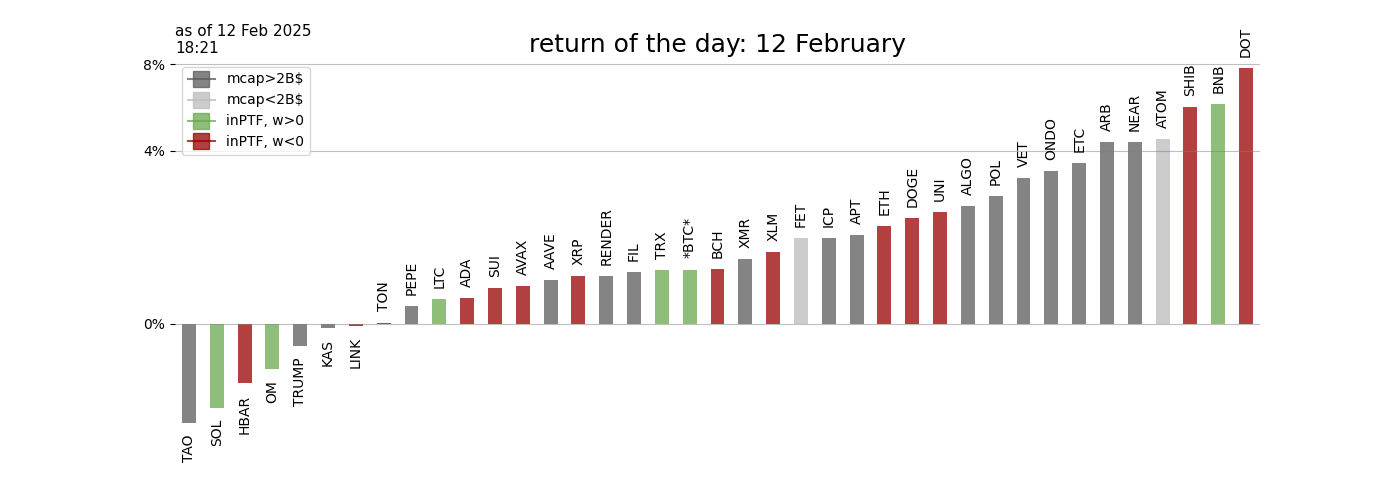 as of 12 Feb 2025
18:21
return of the day: 12 February
8%
4%
0%
mcap>2B$
mcap<2B$
inPTF, w>0
inPTF, w<0
TAO
SOL
HBAR
OM
TRUMP
KAS
LINK
TON
PEPE
LTC
ADA
SUI
AVAX
AAVE
XRP
RENDER
FIL
TRX
*BTC*
BCH
XMR
XLM
FET
ICP
APT
ETH
DOGE
UNI
ALGO
POL
VET
ONDO
ETC
ARB
NEAR
ATOM
SHIB
BNB
DOT